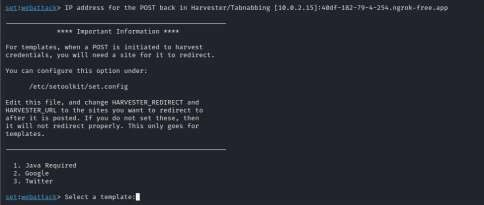 set:webattack> IP address for the POST back in Harvester/Tabnabbing [10.0.2.15]:40df-182-79-4-254.ngrok-free.app
**** Important Information ****
For templates, when a POST is initiated to harvest
credentials, you will need a site for it to redirect.
You can configure this option under:
/etc/setoolkit/set.config
Edit this file, and change HARVESTER_REDIRECT and
HARVESTER_URL to the sites you want to redirect to
after it is posted. If you do not set these, then
it will not redirect properly. This only goes for
templates.
1. Java Required
2. Google
3. Twitter
set:webattack> Select a template: